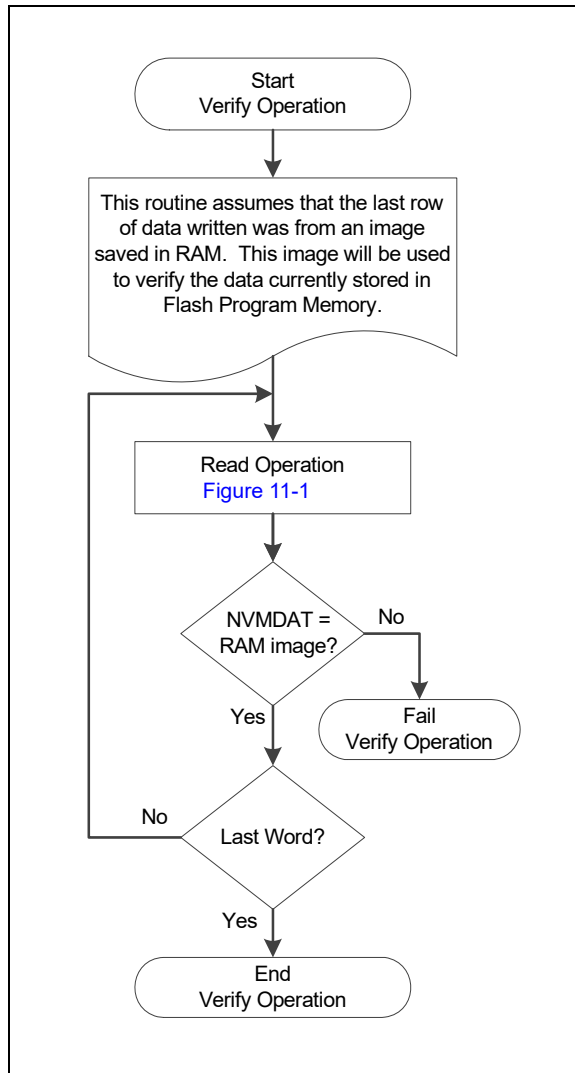 Start
Verify Operation
This routine assumes that the last row
of data written was from an image
saved in RAM.  This image will be used
to verify the data currently stored in
Flash Program Memory.
Read Operation
Figure 11-1
NVMDAT =
RAM image?
No
Yes
Fail
Verify Operation
No
Last Word?
Yes
End
Verify Operation